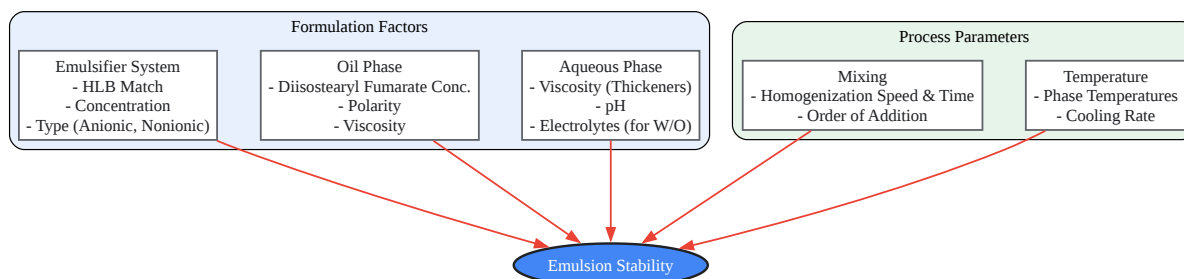 Formulation Factors
Emulsifier System
- HLB Match
- Concentration
- Type (Anionic, Nonionic)
Oil Phase
- Diisostearyl Fumarate Conc.
- Polarity
- Viscosity
Aqueous Phase
- Viscosity (Thickeners)
- pH
- Electrolytes (for W/O)
Process Parameters
Mixing
- Homogenization Speed & Time
- Order of Addition
Temperature
- Phase Temperatures
- Cooling Rate
Emulsion Stability